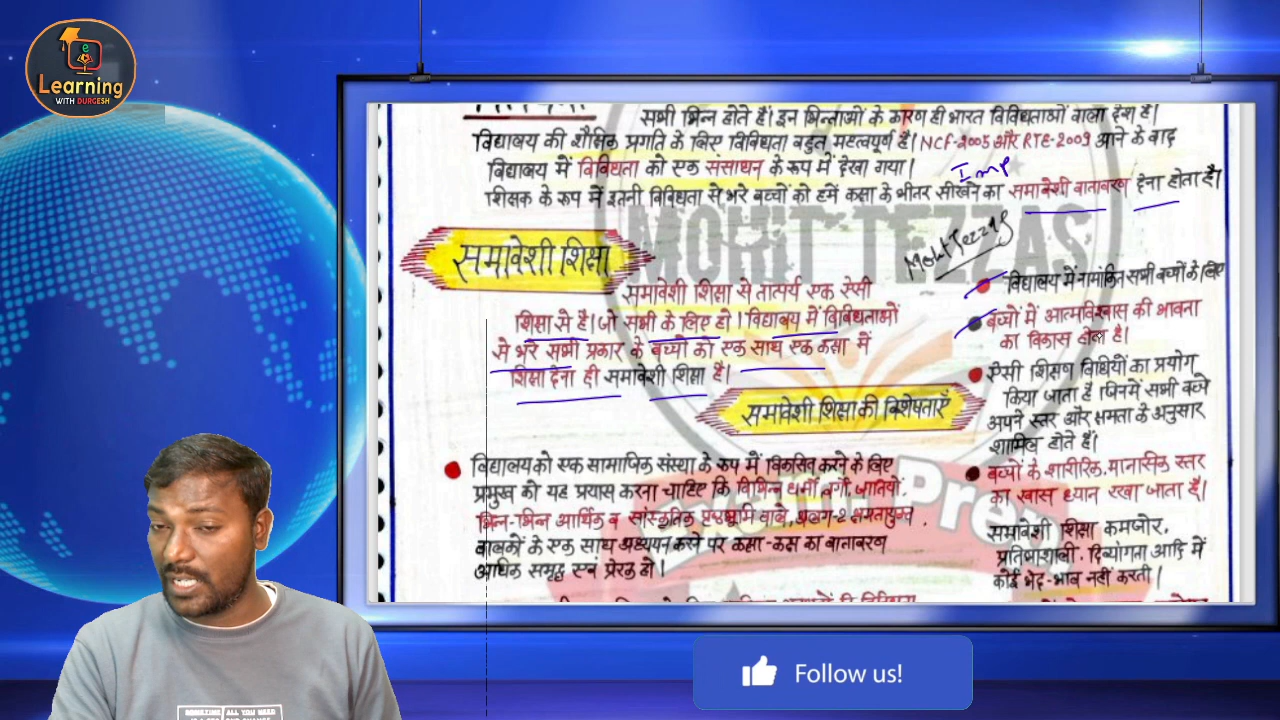 e
Learning
WITH DURGESH
सभी भिन्न होते हैं। इन भिन्नताओं के कारण ही भारत विविधताओं वाला देश है।
विद्यालय की शैक्षिक प्रगति के लिए विविधता बहुत महत्वपूर्ण है। NCF-2005 और RTE-2009 आने के बाद
विद्यालय में विविधता को एक संसाधन के रूप में देखा गया।
Imp
शिक्षक के रूप में इतनी विविधता से भरे बच्चों को हमें कक्षा के भीतर सीखने का समावेशी वातावरण देना होता है।
MOHIT TEZZAS
Mohit Tezzas
समावेशी शिक्षा
समावेशी शिक्षा से तात्पर्य एक ऐसी
शिक्षा से है। जो सभी के लिए हो। विद्यालय में विविधताओं
से भरे सभी प्रकार के बच्चों को एक साथ एक कक्षा में
शिक्षा देना ही समावेशी शिक्षा है।
समावेशी शिक्षा की विशेषताएँ
विद्यालय को एक सामाजिक संस्था के रूप में विकसित करने के लिए
प्रमुख को यह प्रयास करना चाहिए कि विभिन्न धर्मों वर्गों, जातियों,
भिन्न-भिन्न आर्थिक व सांस्कृतिक पृष्ठभूमि वाले, अलग-2 क्षमतायुक्त
बालकों के एक साथ अध्ययन करने पर कक्षा-कक्ष का वातावरण
अधिक समृद्ध एवं प्रेरक हो।
विद्यालय में नामांकित सभी बच्चों के लिए
बच्चों में आत्मविश्वास की भावना
का विकास होता है।
ऐसी शिक्षण विधियों का प्रयोग
किया जाता है जिनमें सभी बच्चे
अपने स्तर और क्षमता के अनुसार
शामिल होते हैं।
बच्चों के शारीरिक, मानसिक स्तर
का खास ध्यान रखा जाता है।
समावेशी शिक्षा कमजोर,
प्रतिभाशाली, दिव्यांगता आदि में
कोई भेद-भाव नहीं करती।
Prep
Follow us!